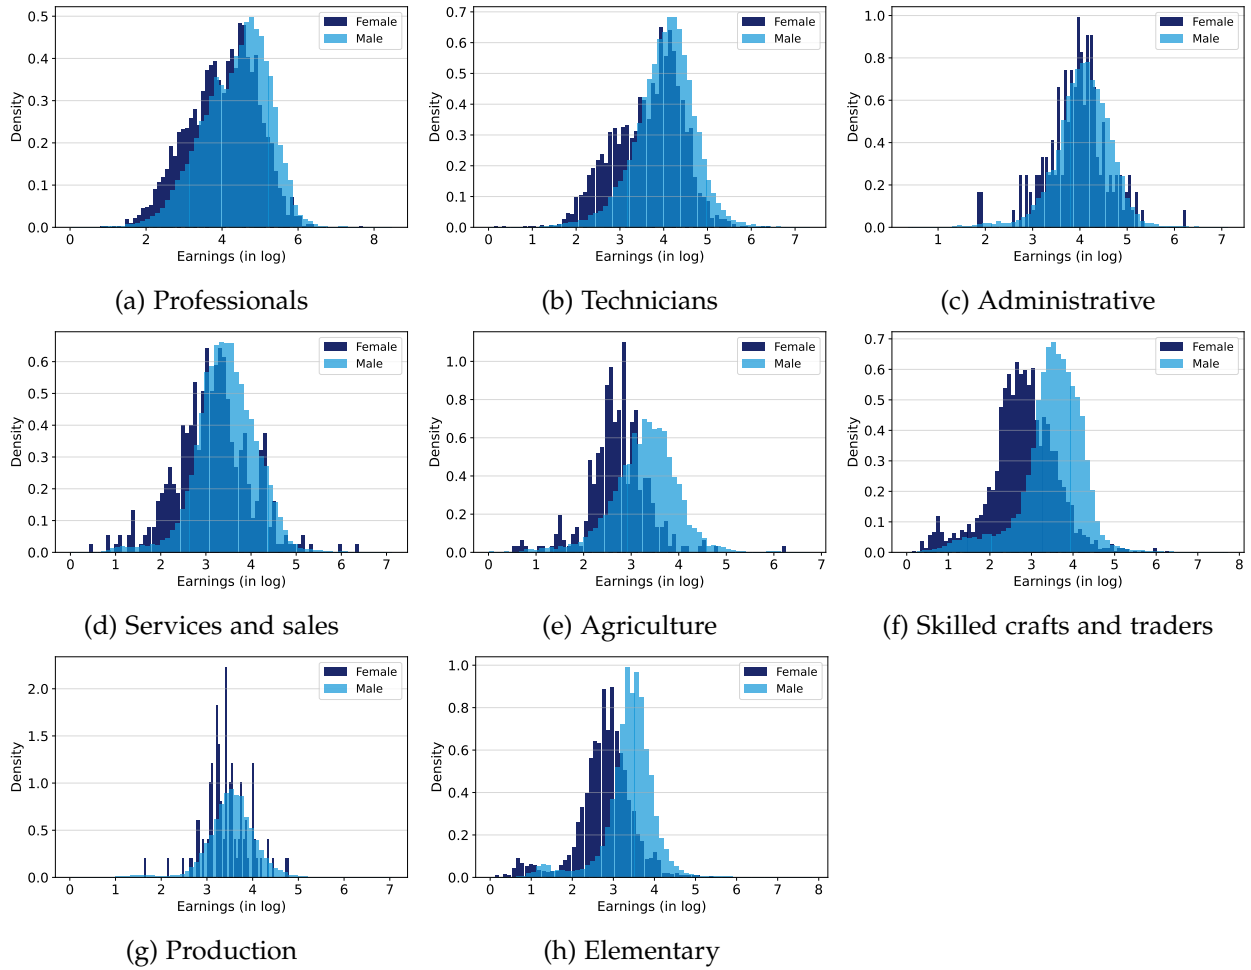 0.5
0.4
0.3
0.2
0.1
0.0
Density
Female
Male
0 2 4 6 8
Earnings (in log)
(a) Professionals
0.7
0.6
0.5
0.4
0.3
0.2
0.1
0.0
Density
Female
Male
0 1 2 3 4 5 6 7
Earnings (in log)
(b) Technicians
1.0
0.8
0.6
0.4
0.2
0.0
Density
Female
Male
1 2 3 4 5 6 7
Earnings (in log)
(c) Administrative
0.6
0.5
0.4
0.3
0.2
0.1
0.0
Density
Female
Male
0 1 2 3 4 5 6 7
Earnings (in log)
(d) Services and sales
1.0
0.8
0.6
0.4
0.2
0.0
Density
Female
Male
0 1 2 3 4 5 6 7
Earnings (in log)
(e) Agriculture
0.7
0.6
0.5
0.4
0.3
0.2
0.1
0.0
Density
Female
Male
0 1 2 3 4 5 6 7 8
Earnings (in log)
(f) Skilled crafts and traders
2.0
1.5
1.0
0.5
0.0
Density
Female
Male
0 1 2 3 4 5 6 7
Earnings (in log)
(g) Production
1.0
0.8
0.6
0.4
0.2
0.0
Density
Female
Male
0 1 2 3 4 5 6 7 8
Earnings (in log)
(h) Elementary